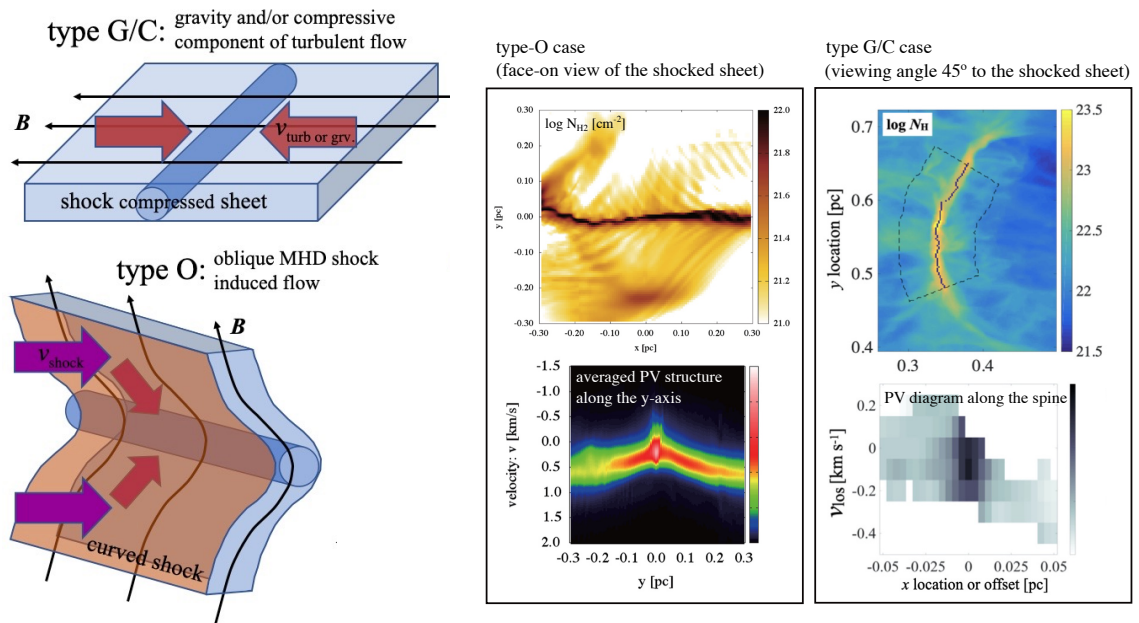 type G/C: gravity and/or compressive
component of turbulent flow
B
v turb or grv.
shock compressed sheet
type O: oblique MHD shock
induced flow
B
v shock
curved shock
type-O case
(face-on view of the shocked sheet)
log N_H2 [cm^-2]
0.30
0.20
0.10
0.00
-0.10
-0.20
-0.30
y [pc]
-0.30 -0.20 -0.10 0.00 0.10 0.20 0.30
x [pc]
22.0
21.8
21.6
21.4
21.2
21.0
averaged PV structure
along the y-axis
-1.5
-1.0
-0.5
0.0
0.5
1.0
1.5
2.0
velocity: v [km/s]
-0.3 -0.2 -0.1 0.0 0.1 0.2 0.3
y [pc]
type G/C case
(viewing angle 45° to the shocked sheet)
log N_H
0.7
0.6
0.5
0.4
y location [pc]
0.3 0.4
23.5
23
22.5
22
21.5
PV diagram along the spine
0.2
0
-0.2
-0.4
v_los [km s^-1]
-0.05 -0.025 0 0.025 0.05
x location or offset [pc]